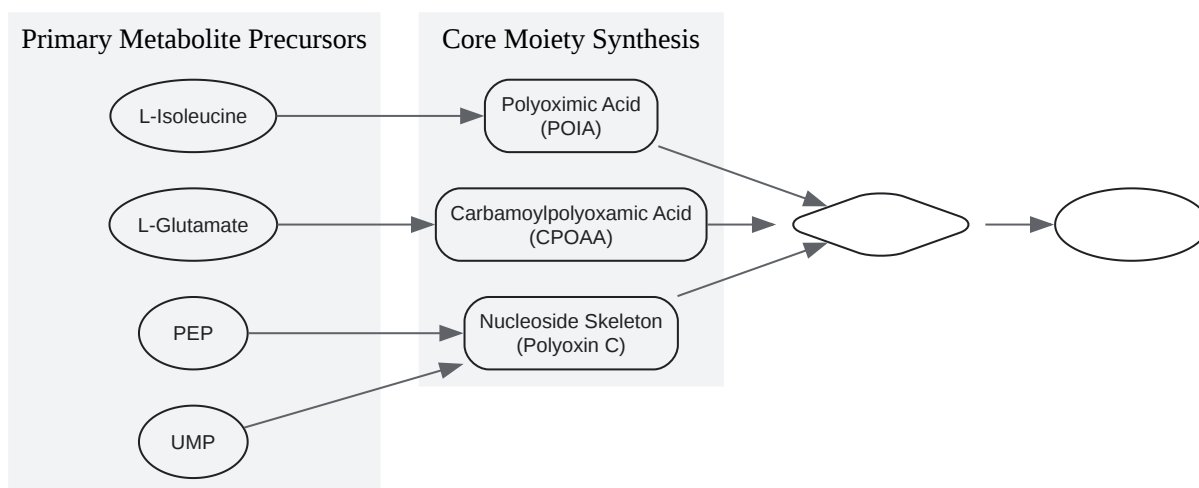 Primary Metabolite Precursors
Core Moiety Synthesis
L-Isoleucine
Polyoximic Acid
(POIA)
L-Glutamate
Carbamoylpolyoxamic Acid
(CPOAA)
PEP
Nucleoside Skeleton
(Polyoxin C)
UMP